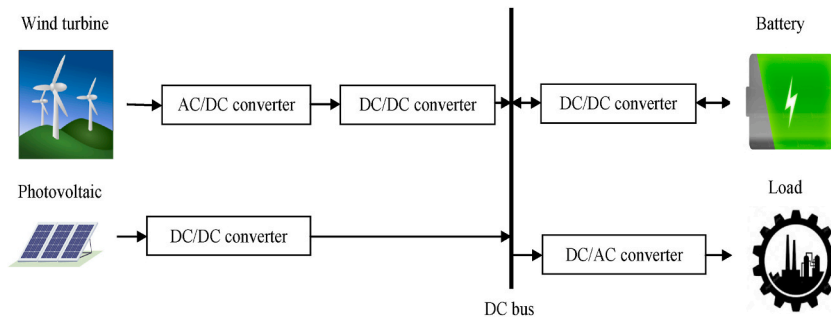 Wind turbine
Battery
AC/DC converter
DC/DC converter
DC/DC converter
Photovoltaic
Load
DC/DC converter
DC/AC converter
DC bus